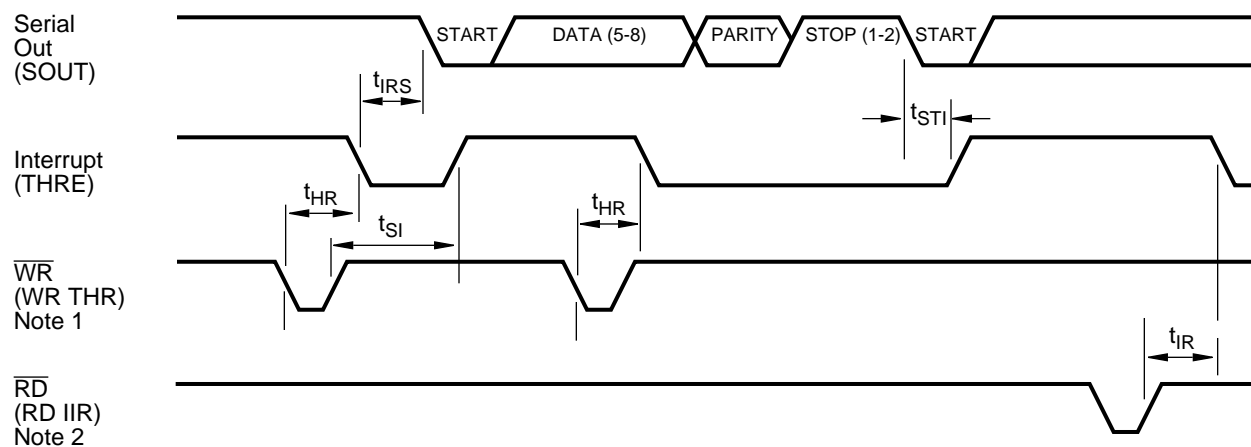 Serial
Out
(SOUT)
START
DATA (5-8)
PARITY
STOP (1-2)
START
tIRS
tSTI
Interrupt
(THRE)
tHR
tSI
tHR
WR
(WR THR)
Note 1
tIR
RD
(RD IIR)
Note 2